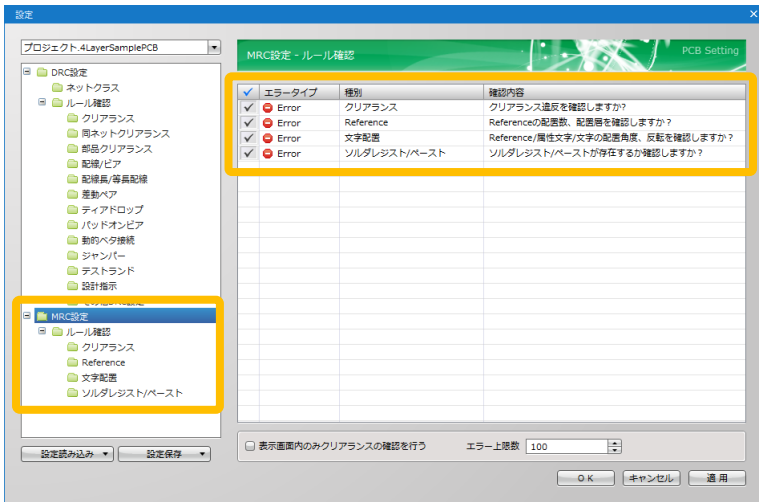 設定
プロジェクト.4LayerSamplePCB
DRC設定
ネットクラス
ルール確認
クリアランス
同ネットクリアランス
部品クリアランス
配線/ビア
配線長/等長配線
差動ペア
ティアドロップ
パッドオンビア
動的ベタ接続
ジャンパー
テストランド
設計指示
MRC設定
ルール確認
クリアランス
Reference
文字配置
ソルダレジスト/ペースト
設定読み込み
設定保存
MRC設定 - ルール確認
PCB Setting
エラータイプ 種別 確認内容
Error クリアランス クリアランス違反を確認しますか?
Error Reference Referenceの配置数、配置層を確認しますか？
Error 文字配置 Reference/属性文字/文字の配置角度、反転を確認しますか？
Error ソルダレジスト/ペースト ソルダレジスト/ペーストが存在するか確認しますか？
表示画面内のみクリアランスの確認を行う エラー上限数 100
OK キャンセル 適用